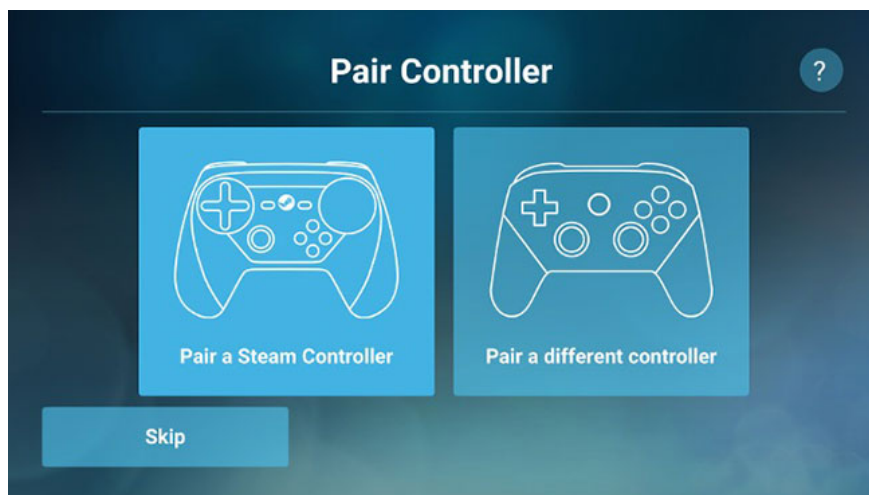 Pair Controller
?
Pair a Steam Controller
Pair a different controller
Skip